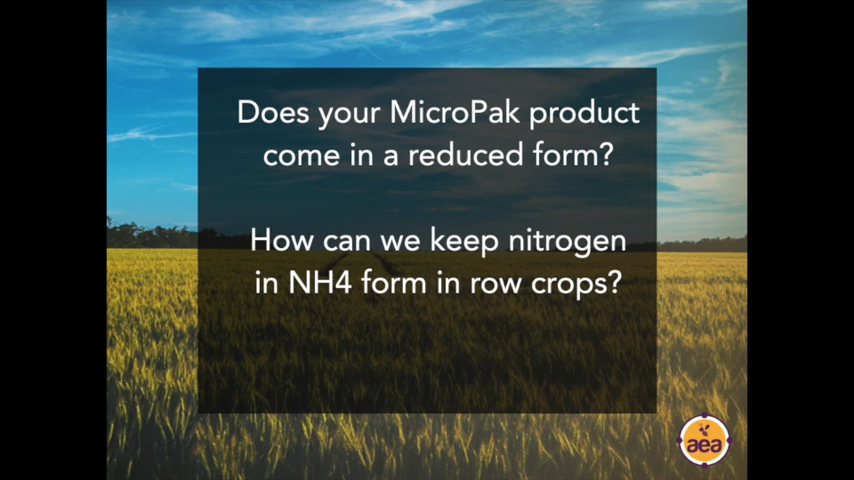 Does your MicroPak product
come in a reduced form?
How can we keep nitrogen
in NH4 form in row crops?
aea